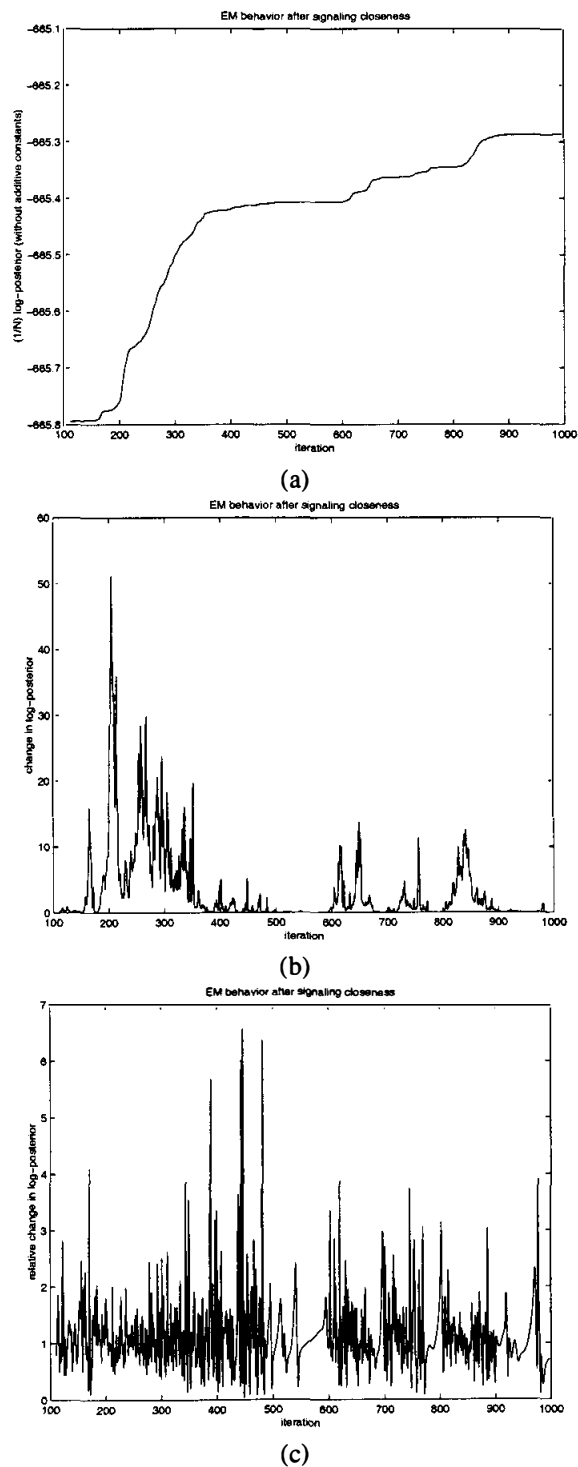 EM behavior after signaling closeness
-665.1
-665.2
-665.3
-665.4
-665.5
-665.6
-665.7
-665.8
(1/N) log-posterior (without additive constants)
100 200 300 400 500 600 700 800 900 1000
iteration
(a)
EM behavior after signaling closeness
60
50
40
30
20
10
0
change in log-posterior
100 200 300 400 500 600 700 800 900 1000
iteration
(b)
EM behavior after signaling closeness
7
6
5
4
3
2
1
0
relative change in log-posterior
100 200 300 400 500 600 700 800 900 1000
iteration
(c)